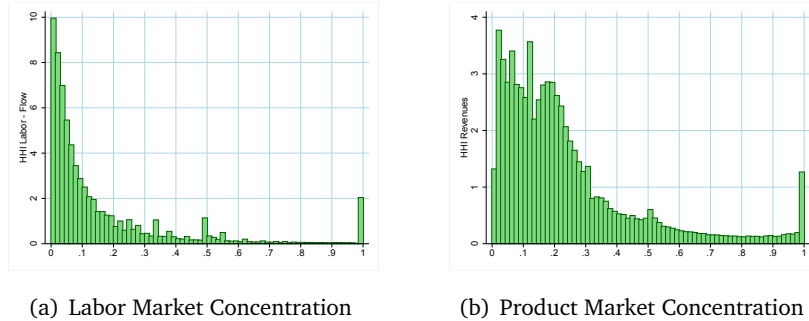 10
8
6
4
2
0
HHI Labor - Flow
0 .1 .2 .3 .4 .5 .6 .7 .8 .9 1
(a) Labor Market Concentration
4
3
2
1
0
HHI Revenues
0 .1 .2 .3 .4 .5 .6 .7 .8 .9 1
(b) Product Market Concentration